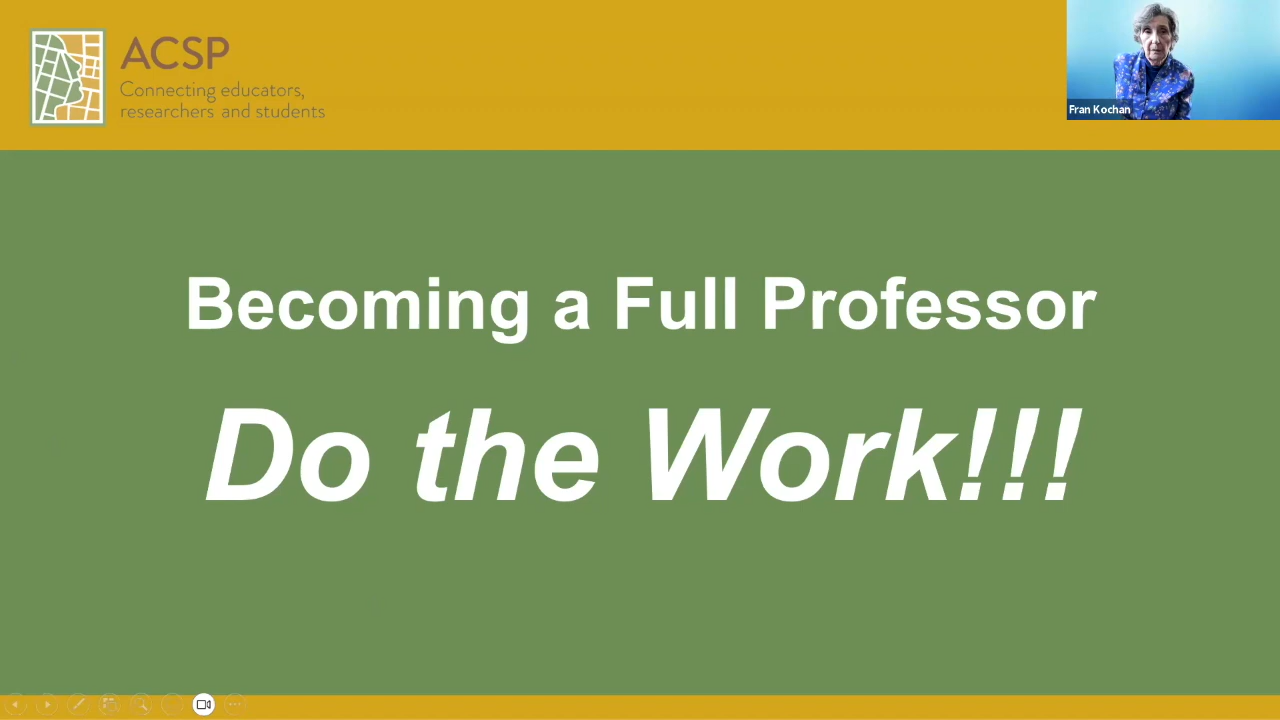 ACSP
Connecting educators,
researchers and students
Fran Kochan
Becoming a Full Professor
Do the Work!!!